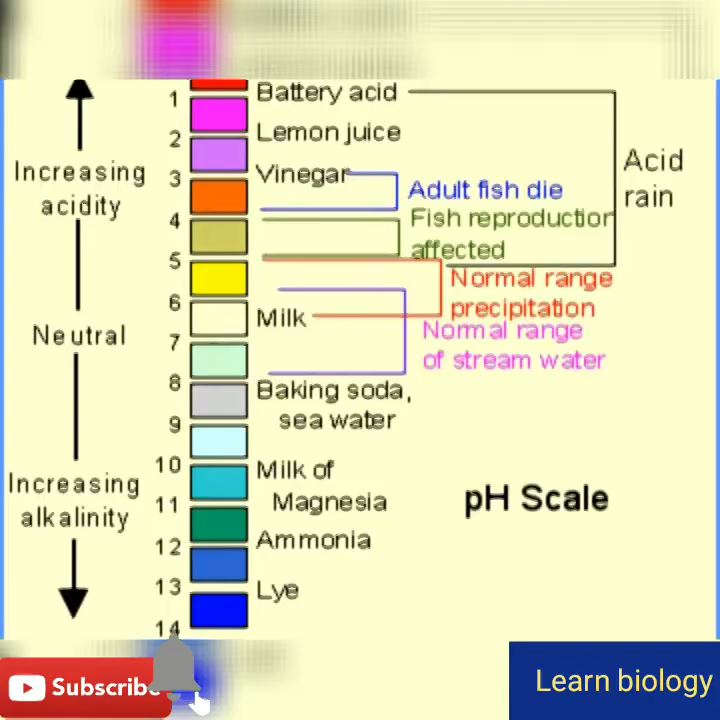 1
Battery acid
2
Lemon juice
3
Vinegar
Increasing
acidity
Adult fish die
Acid
rain
4
Fish reproduction
affected
5
Normal range
precipitation
6
Milk
Neutral
7
Normal range
of stream water
8
Baking soda,
sea water
9
10
Milk of
Magnesia
Increasing
alkalinity
11
pH Scale
12
Ammonia
13
Lye
14
Subscribe
Learn biology